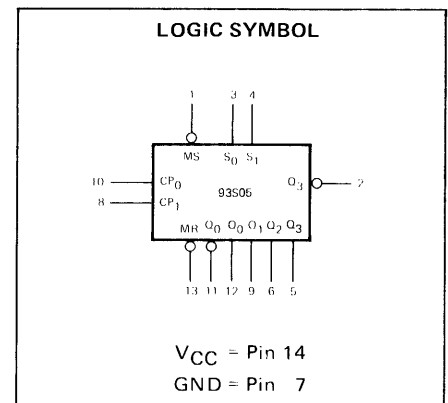 LOGIC SYMBOL
1 3 4
MS S0 S1
10 CP0 93S05 Q3 2
8 CP1
MR Q0 Q0 Q1 Q2 Q3
13 11 12 9 6 5
VCC = Pin 14
GND = Pin 7